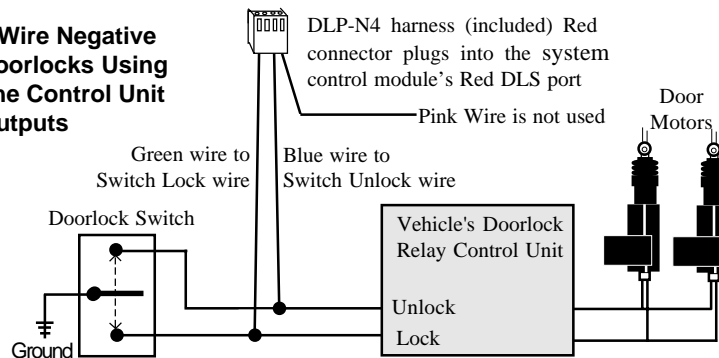 Wire Negative
oorlocks Using
ne Control Unit
utputs
DLP-N4 harness (included) Red
connector plugs into the system
control module's Red DLS port
Pink Wire is not used
Door
Motors
Green wire to
Switch Lock wire
Blue wire to
Switch Unlock wire
Doorlock Switch
Vehicle's Doorlock
Relay Control Unit
Unlock
Lock
Ground